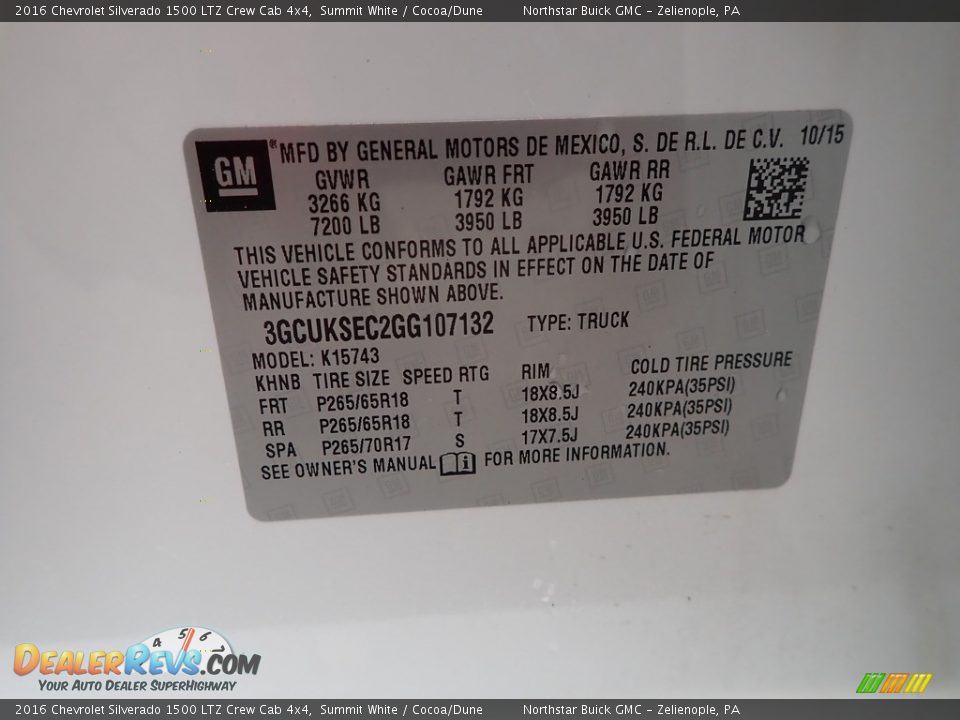 2016 Chevrolet Silverado 1500 LTZ Crew Cab 4x4, Summit White / Cocoa/Dune Northstar Buick GMC - Zelienople, PA
GM ® MFD BY GENERAL MOTORS DE MEXICO, S. DE R.L. DE C.V. 10/15
GVWR GAWR FRT GAWR RR
3266 KG 1792 KG 1792 KG
7200 LB 3950 LB 3950 LB
THIS VEHICLE CONFORMS TO ALL APPLICABLE U.S. FEDERAL MOTOR
VEHICLE SAFETY STANDARDS IN EFFECT ON THE DATE OF
MANUFACTURE SHOWN ABOVE.
3GCUKSEC2GG107132 TYPE: TRUCK
MODEL: K15743
KHNB TIRE SIZE SPEED RTG RIM COLD TIRE PRESSURE
FRT P265/65R18 T 18X8.5J 240KPA(35PSI)
RR P265/65R18 T 18X8.5J 240KPA(35PSI)
SPA P265/70R17 S 17X7.5J 240KPA(35PSI)
SEE OWNER'S MANUAL i FOR MORE INFORMATION.
4 5 6 7
DEALERREVS.COM
YOUR AUTO DEALER SUPERHIGHWAY
2016 Chevrolet Silverado 1500 LTZ Crew Cab 4x4, Summit White / Cocoa/Dune Northstar Buick GMC - Zelienople, PA